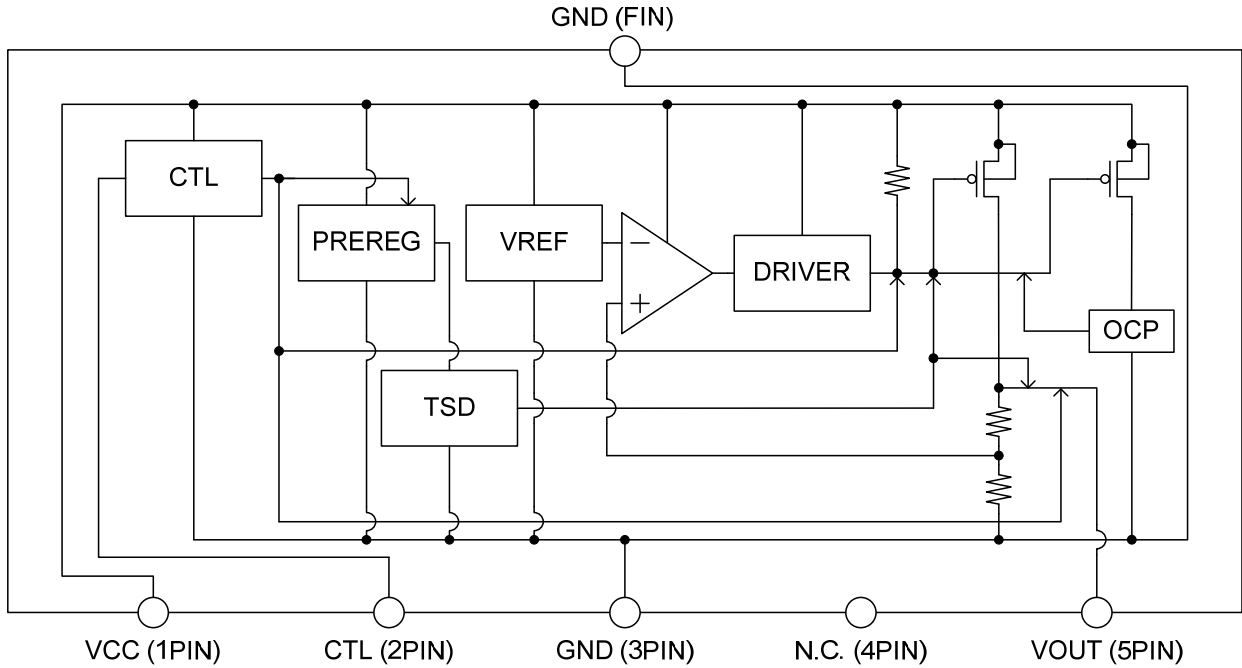 GND (FIN)
CTL
PREREG
VREF
−
+
DRIVER
OCP
TSD
VCC (1PIN)
CTL (2PIN)
GND (3PIN)
N.C. (4PIN)
VOUT (5PIN)